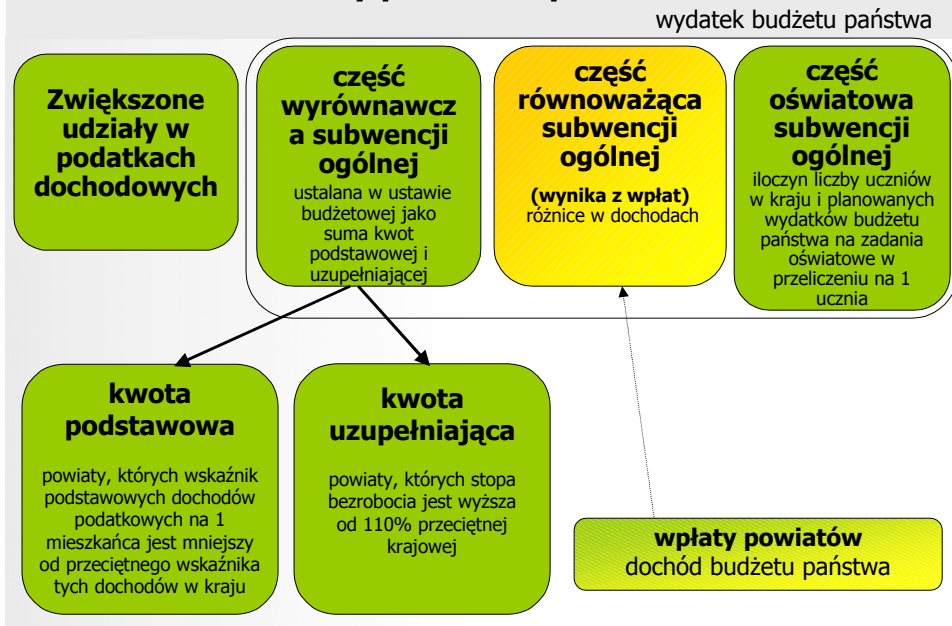 wydatek budżetu państwa
Zwiększone
udziały w
podatkach
dochodowych
część
wyrównawcz
a subwencji
ogólnej
ustalana w ustawie
budżetowej jako
suma kwot
podstawowej i
uzupełniającej
część
równoważąca
subwencji
ogólnej
(wynika z wpłat)
różnice w dochodach
część
oświatowa
subwencji
ogólnej
iloczyn liczby uczniów
w kraju i planowanych
wydatków budżetu
państwa na zadania
oświatowe w
przeliczeniu na 1
ucznia
kwota
podstawowa
powiaty, których wskaźnik
podstawowych dochodów
podatkowych na 1
mieszkańca jest mniejszy
od przeciętnego wskaźnika
tych dochodów w kraju
kwota
uzupełniająca
powiaty, których stopa
bezrobocia jest wyższa
od 110% przeciętnej
krajowej
wpłaty powiatów
dochód budżetu państwa